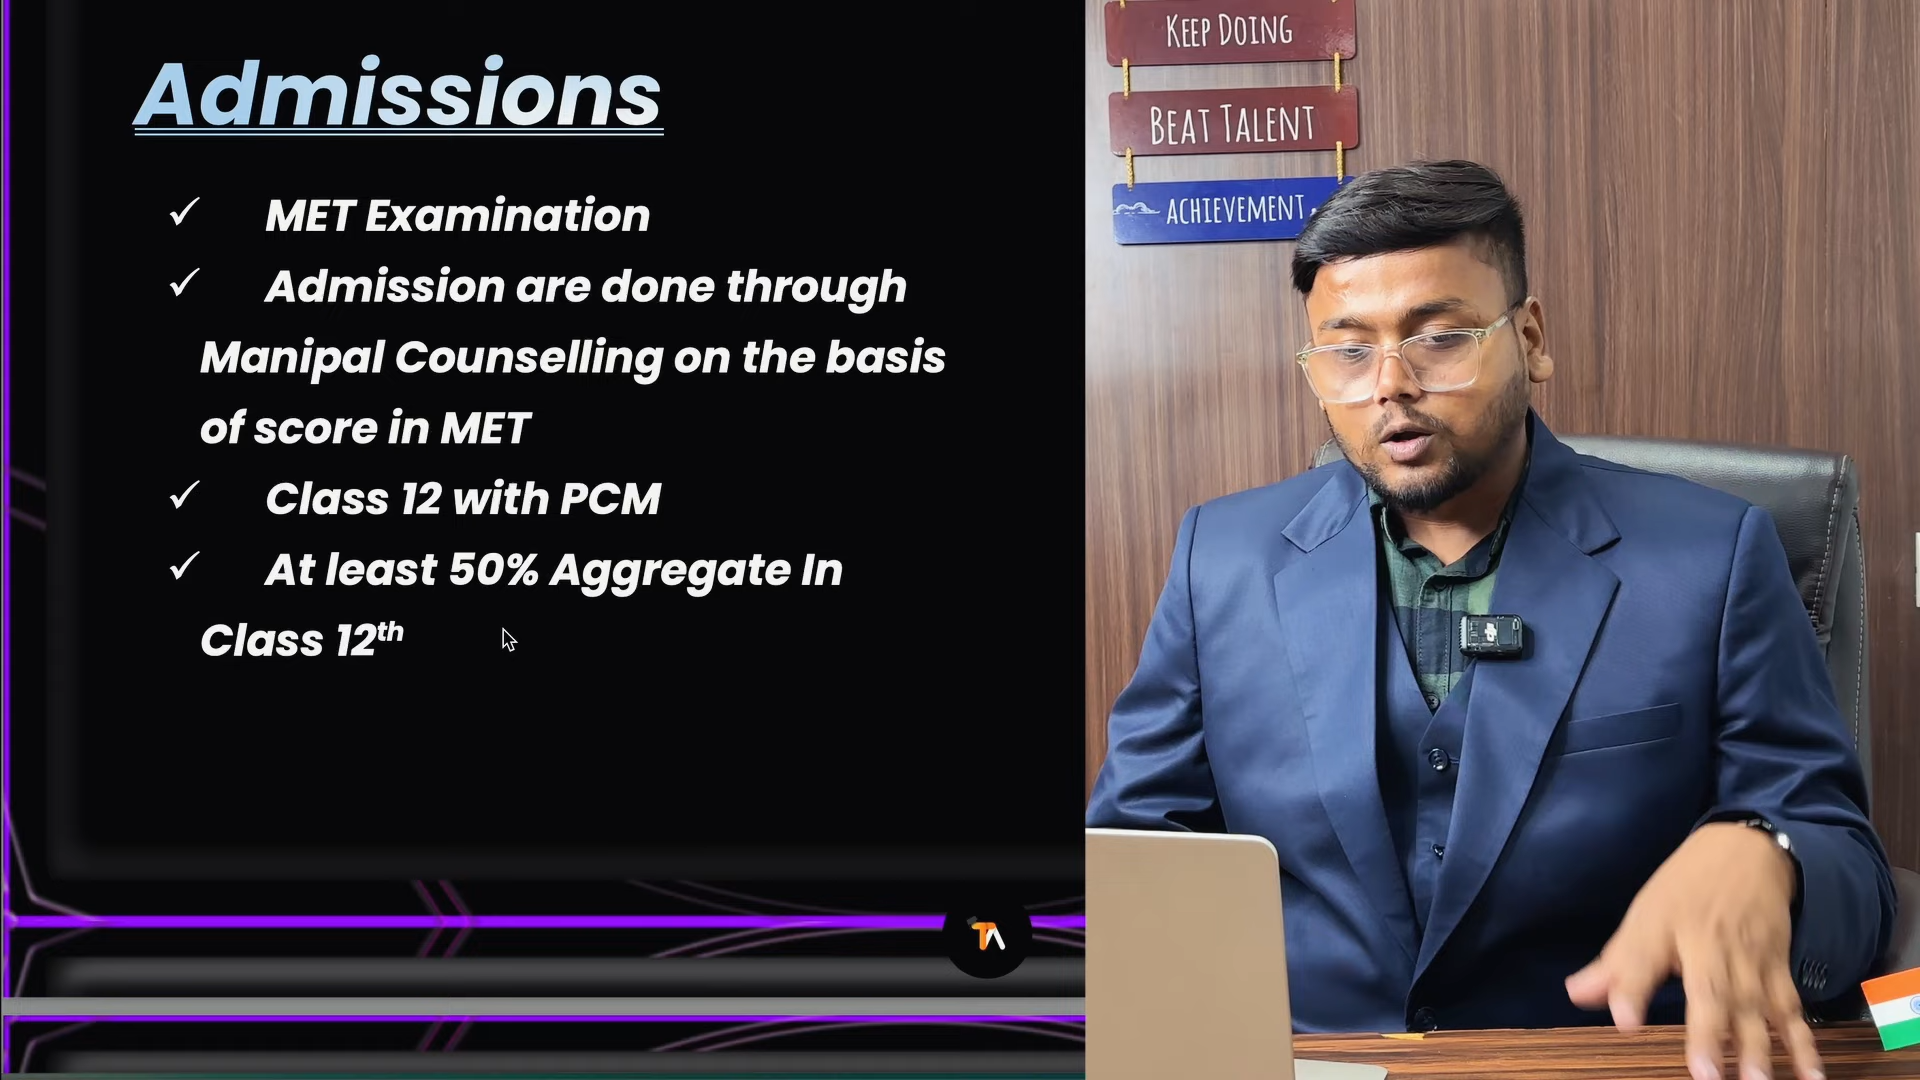 Admissions
✓ MET Examination
✓ Admission are done through
Manipal Counselling on the basis
of score in MET
✓ Class 12 with PCM
✓ At least 50% Aggregate In
Class 12th
TA
KEEP DOING
BEAT TALENT
ACHIEVEMENT